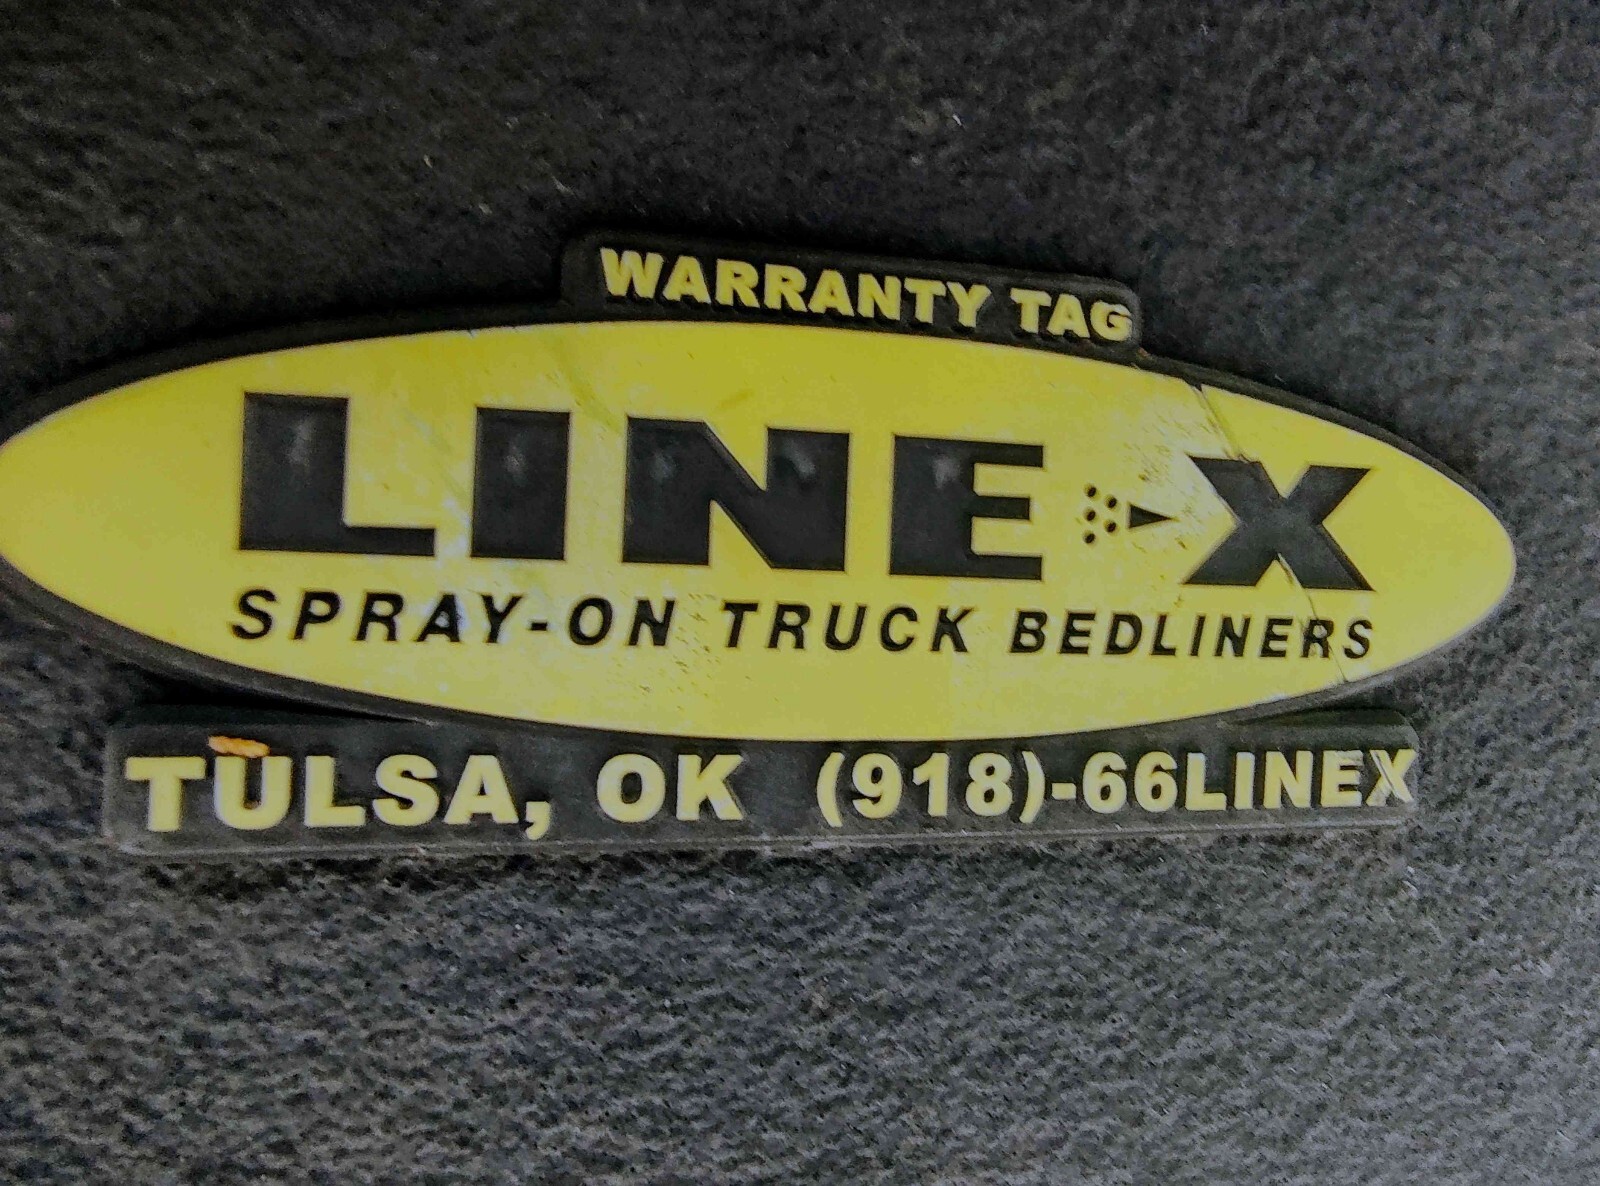 WARRANTY TAG
LINE-X
SPRAY-ON TRUCK BEDLINERS
TULSA, OK (918)-66LINEX